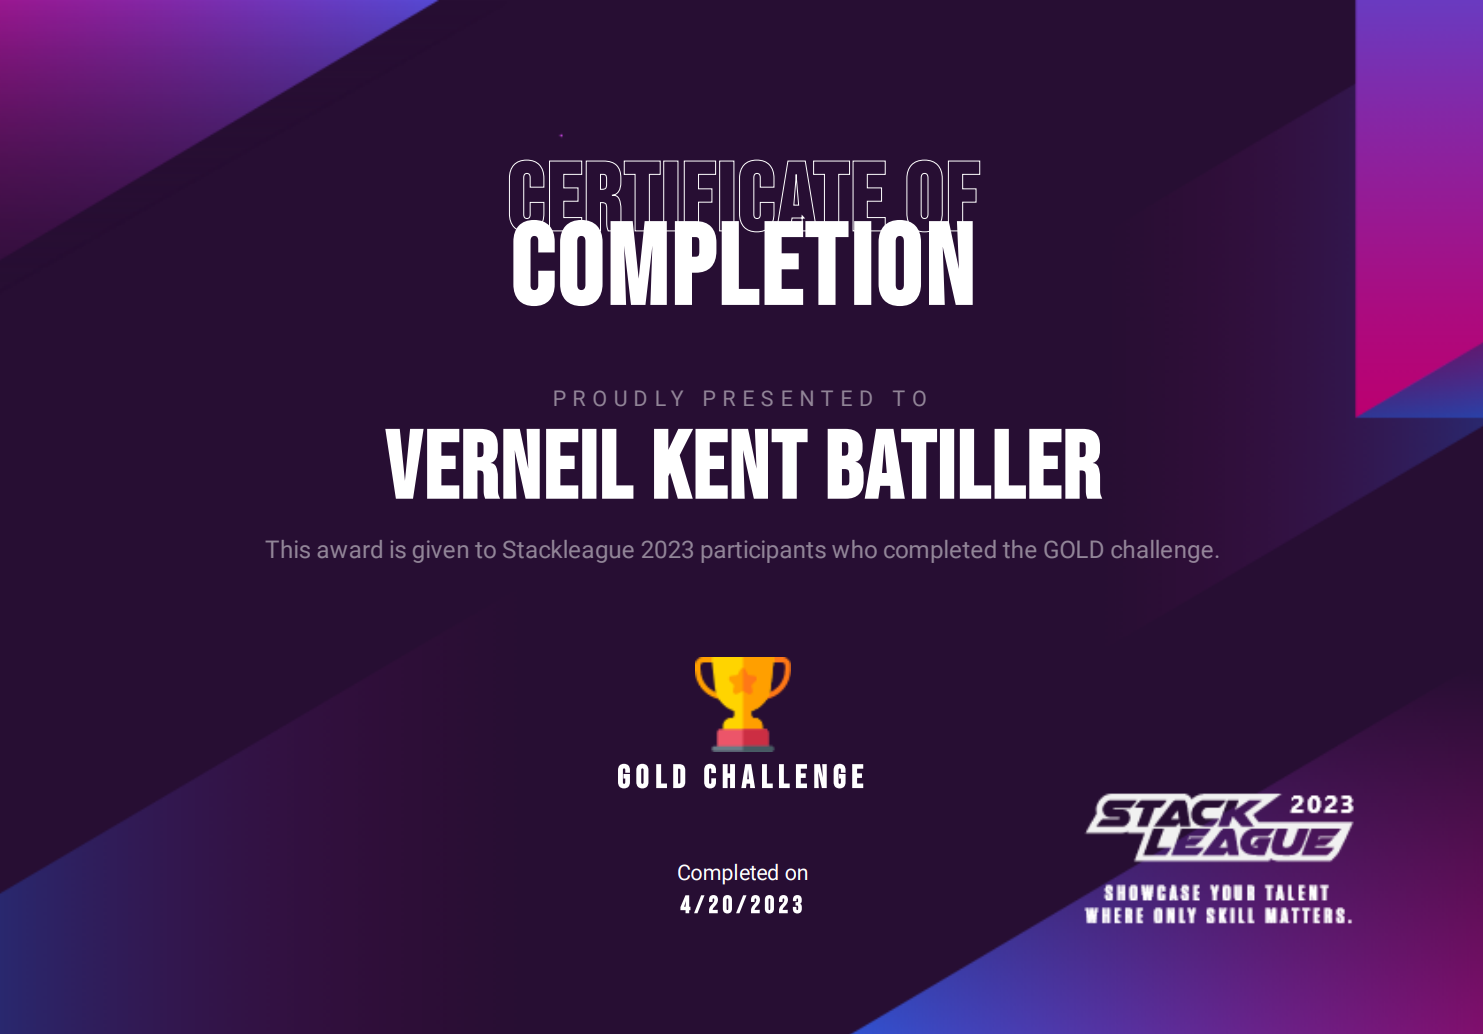 CERTIFICATE OF
COMPLETION
PROUDLY PRESENTED TO
VERNEIL KENT BATILLER
This award is given to Stackleague 2023 participants who completed the GOLD challenge.
GOLD CHALLENGE
Completed on
4/20/2023
STACK 2023
LEAGUE
SHOWCASE YOUR TALENT
WHERE ONLY SKILL MATTERS.